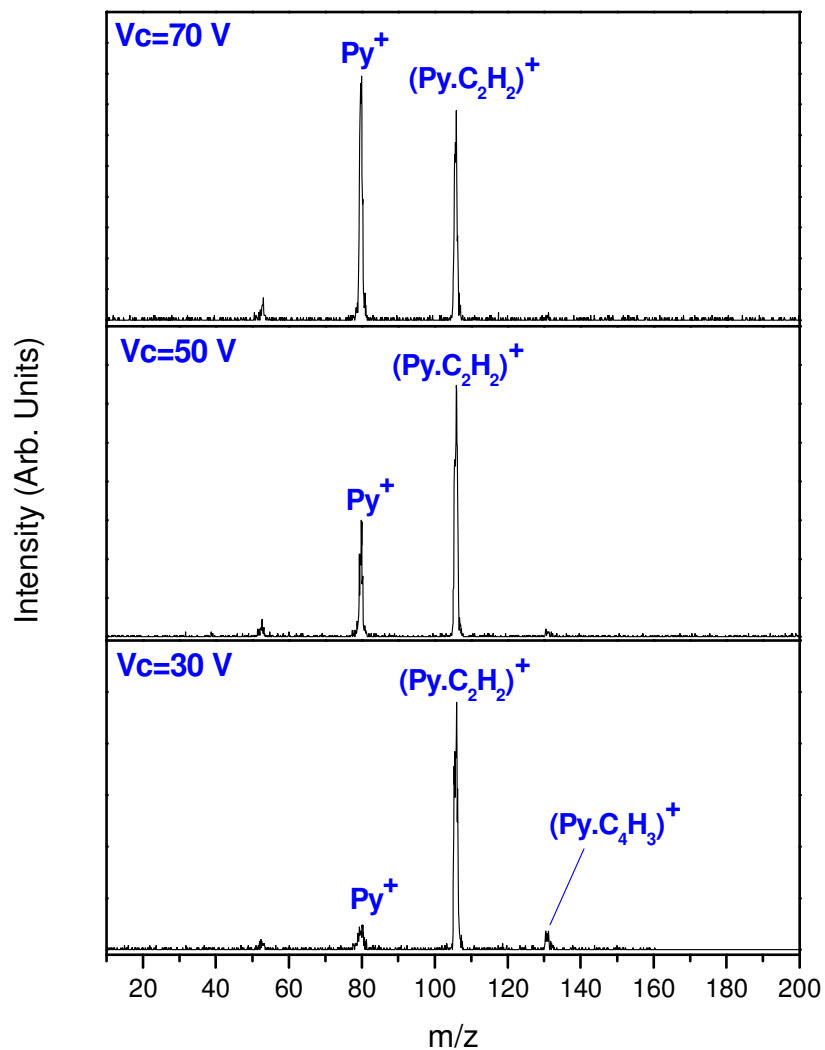 Vc=70 V
Py⁺
(Py.C₂H₂)⁺
Vc=50 V
(Py.C₂H₂)⁺
Py⁺
Vc=30 V
(Py.C₂H₂)⁺
(Py.C₄H₃)⁺
Py⁺
Intensity (Arb. Units)
20 40 60 80 100 120 140 160 180 200
m/z